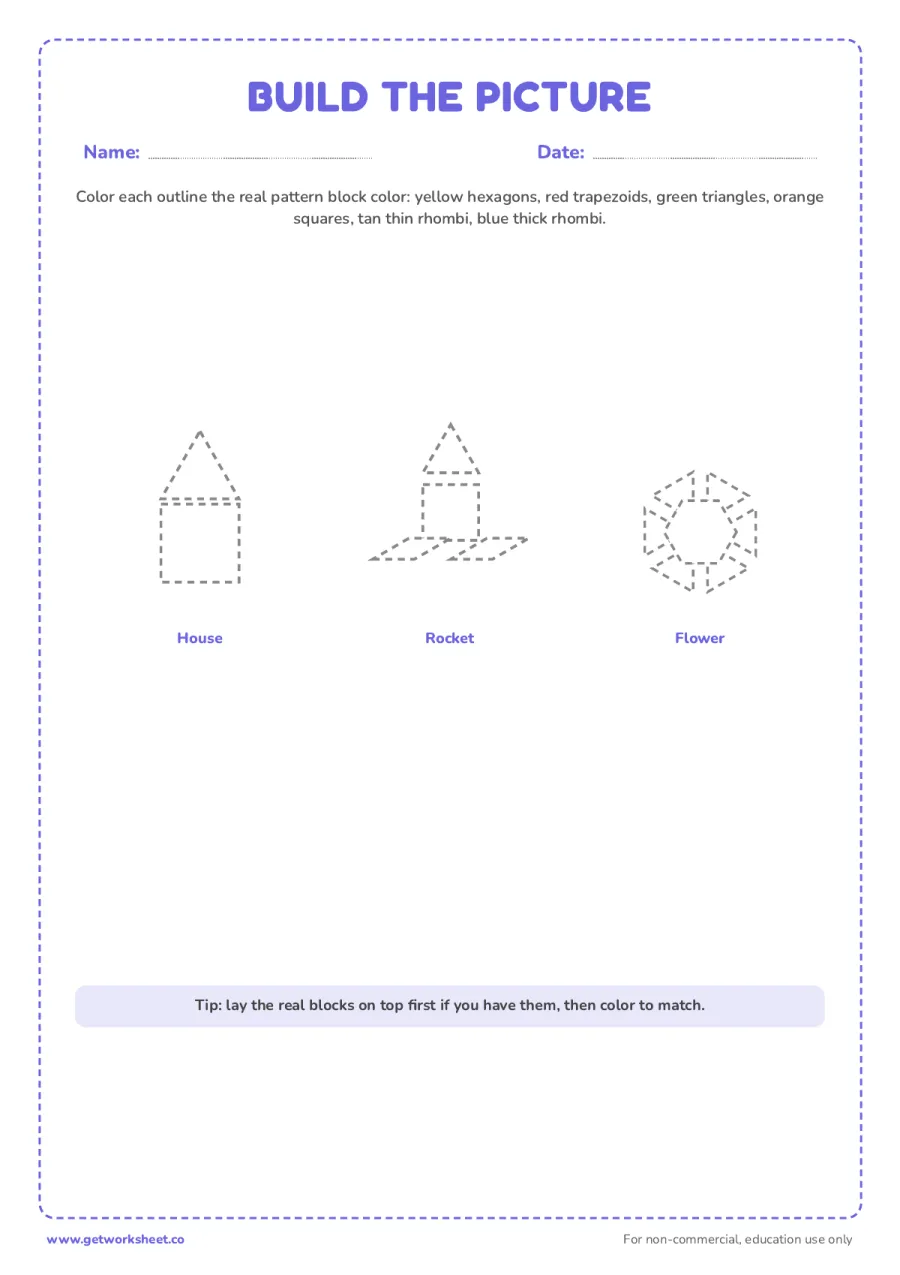 BUILD THE PICTURE
Name: Date:
Color each outline the real pattern block color: yellow hexagons, red trapezoids, green triangles, orange
squares, tan thin rhombi, blue thick rhombi.
House Rocket Flower
Tip: lay the real blocks on top first if you have them, then color to match.
www.getworksheet.co For non-commercial, education use only